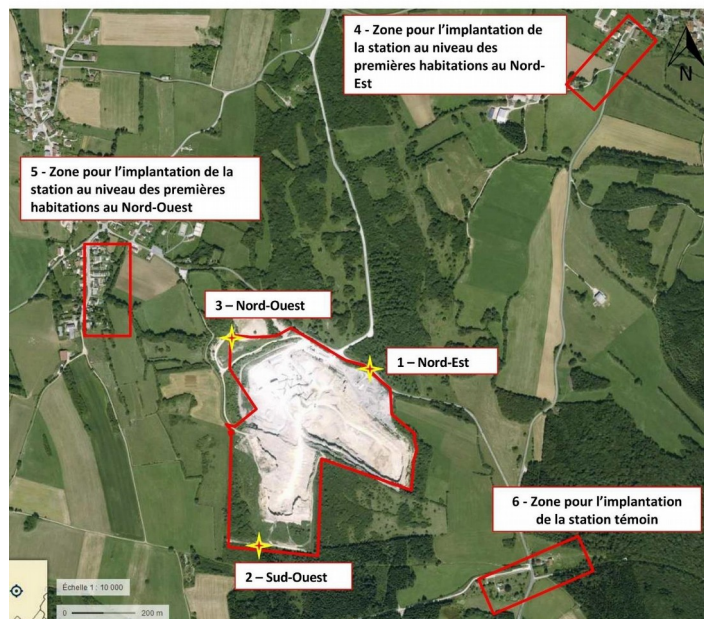 4 - Zone pour l'implantation de
la station au niveau des
premières habitations au Nord-
Est
N
5 - Zone pour l'implantation de la
station au niveau des premières
habitations au Nord-Ouest
3 – Nord-Ouest
1 – Nord-Est
6 - Zone pour l'implantation
de la station témoin
2 – Sud-Ouest
Échelle 1 : 10 000
0 200 m